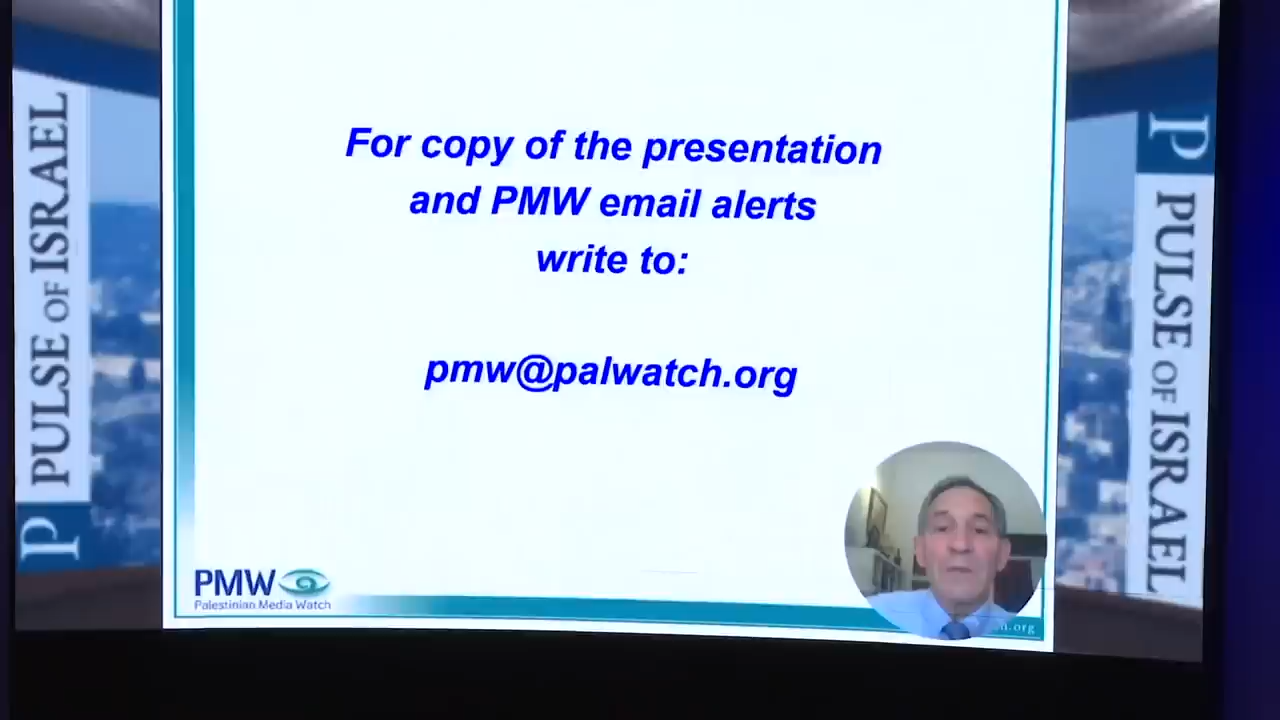 P PULSE OF ISRAEL
For copy of the presentation
and PMW email alerts
write to:
pmw@palwatch.org
PMW
Palestinian Media Watch
.org
P PULSE OF ISRAEL